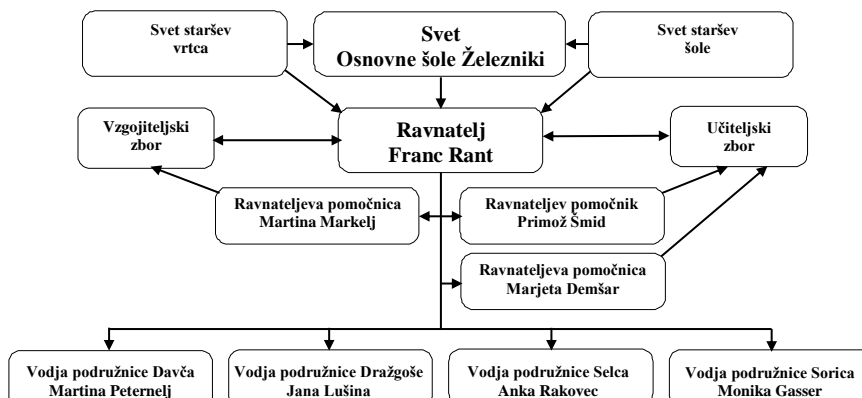 Svet staršev
vrtca
Svet
Osnovne šole Železniki
Svet staršev
šole
Vzgojiteljski
zbor
Ravnatelj
Franc Rant
Učiteljski
zbor
Ravnateljeva pomočnica
Martina Markelj
Ravnateljev pomočnik
Primož Šmid
Ravnateljeva pomočnica
Marjeta Demšar
Vodja podružnice Davča
Martina Peternelj
Vodja podružnice Dražgoše
Jana Lušina
Vodja podružnice Selca
Anka Rakovec
Vodja podružnice Sorica
Monika Gasser